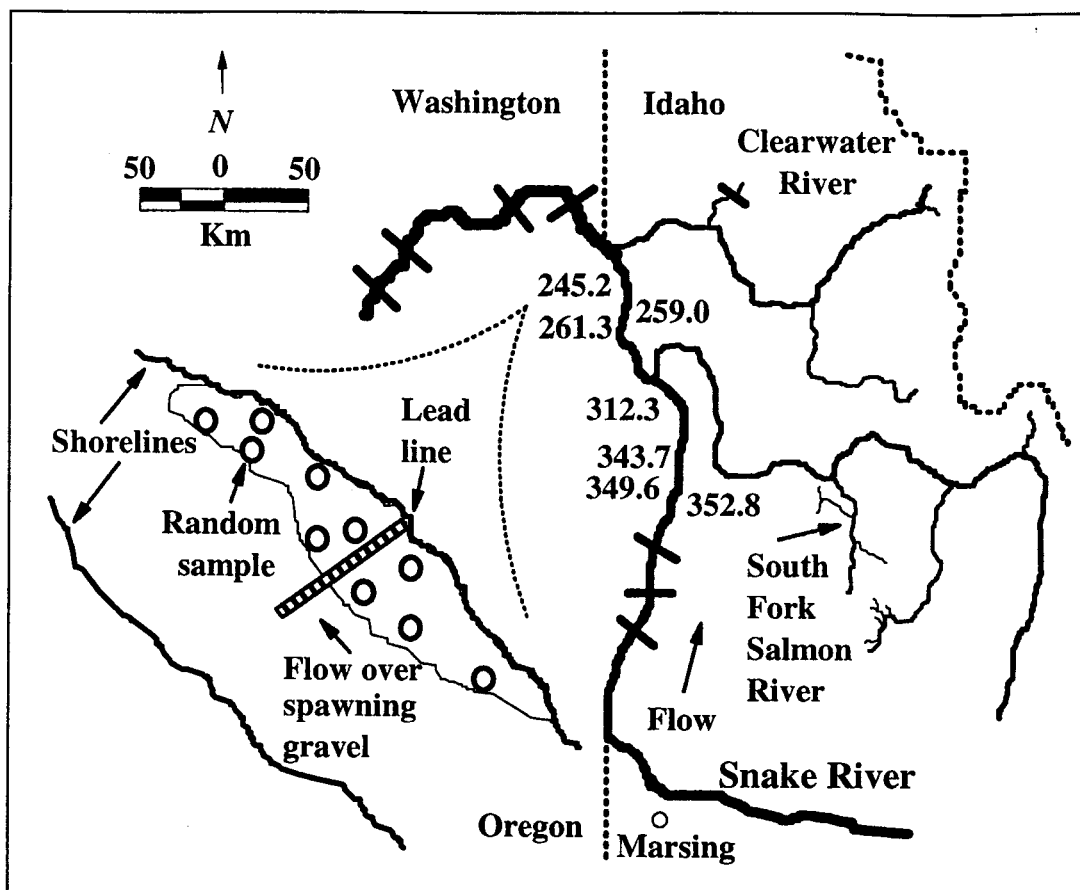 Washington
Idaho
N
50 0 50
Km
Clearwater
River
245.2
259.0
261.3
312.3
343.7
349.6
352.8
Lead
line
Shorelines
Random
sample
Flow over
spawning
gravel
South
Fork
Salmon
River
Flow
Snake River
Oregon
Marsing